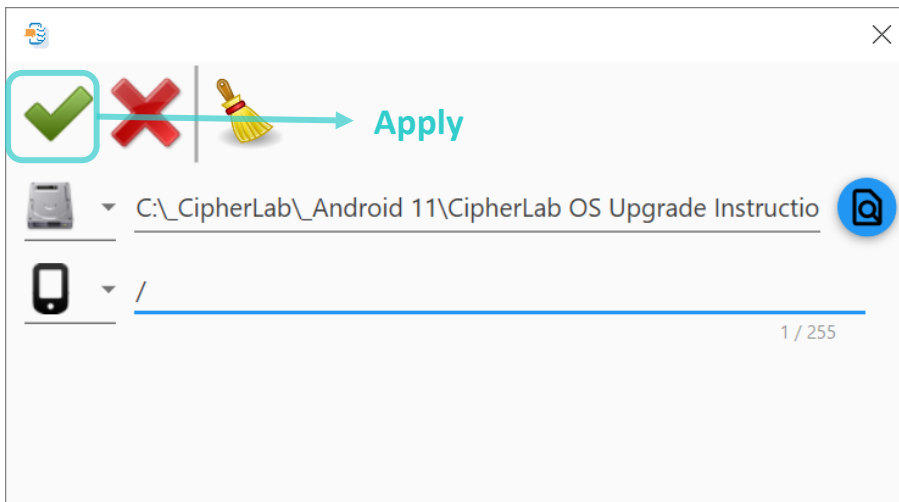 Apply
C:\_CipherLab\_Android 11\CipherLab OS Upgrade Instructio
/
1 / 255